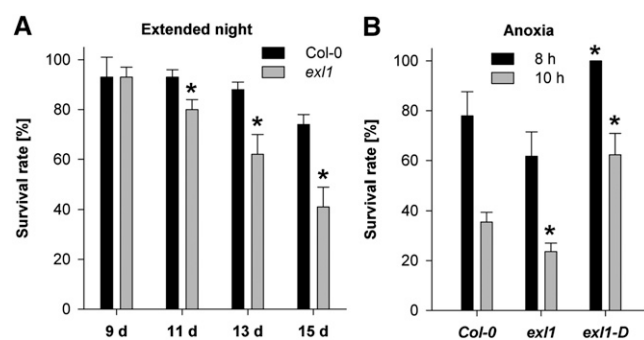 A
Extended night
Col-0
exl1
Survival rate [%]
100
80
60
40
20
0
*
*
*
9 d
11 d
13 d
15 d
B
Anoxia
8 h
10 h
Survival rate [%]
100
80
60
40
20
0
*
*
*
Col-0
exl1
exl1-D